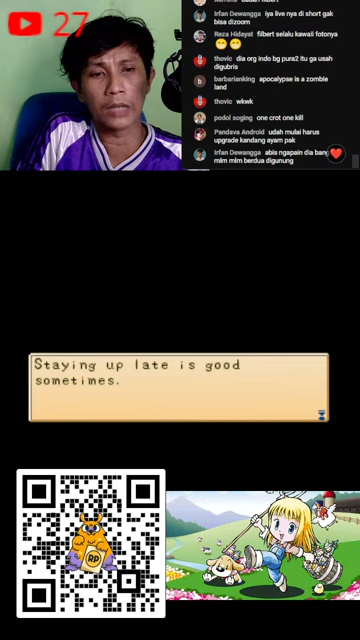 27
iya live nya di short gak
Irfan Dewangga
bisa dizoom
Reza Hidayat filbert selalu kawaii fotonya
thovic dia org indo bg pura2 itu ga usah
digubris
barbarianking apocalypse is a zombie
land
thovic wkwk
podol soging one crot one kill
Pandava Android udah mulai harus
upgrade kandang ayam pak
Irfan Dewangga abis ngapain dia bang
mlm mlm berdua digunung
Staying up late is good
sometimes.
RP